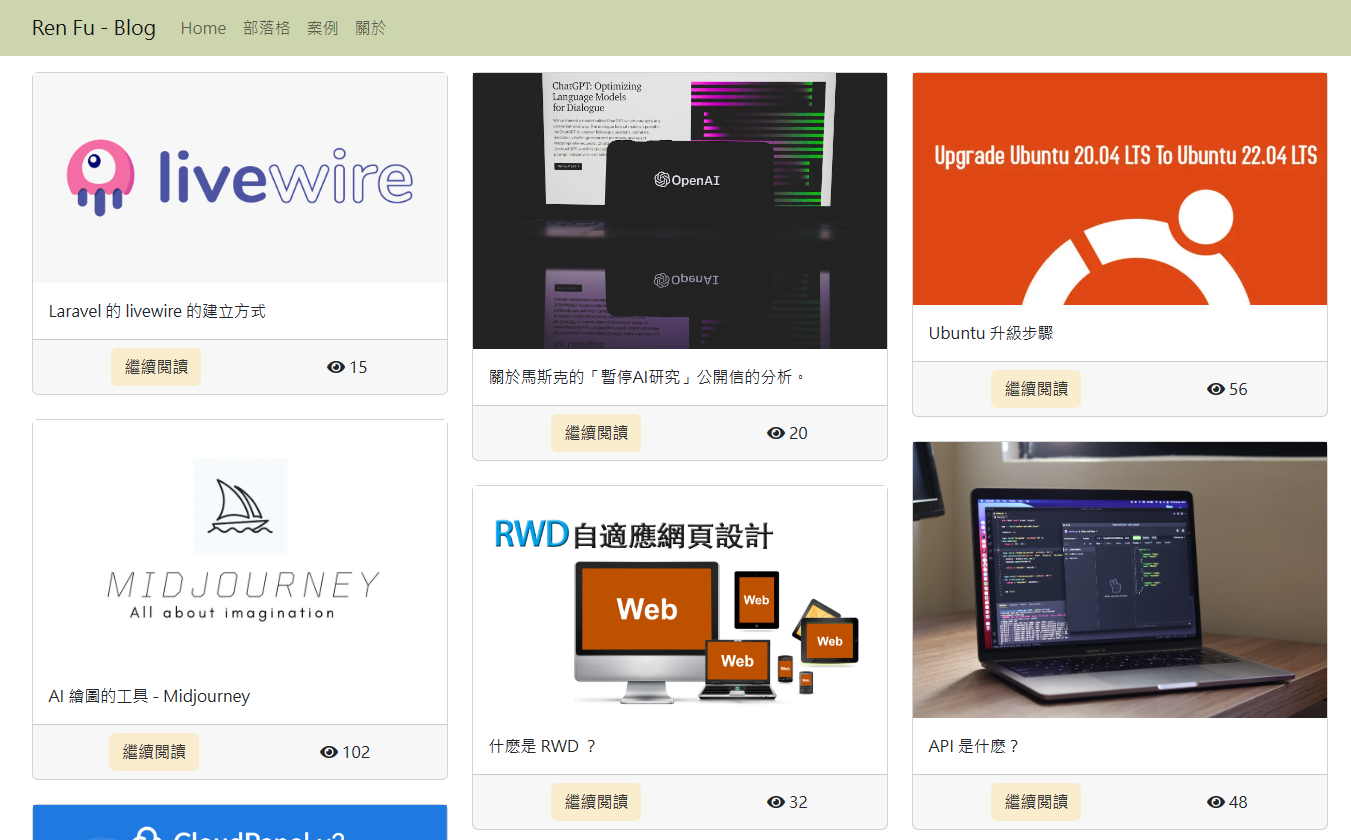 Ren Fu - Blog Home 部落格 案例 關於
livewire
Laravel 的 livewire 的建立方式
繼續閱讀 15
MIDJOURNEY
All about imagination
AI 繪圖的工具 - Midjourney
繼續閱讀 102
CloudPanel v2
ChatGPT: Optimizing
Language Models
for Dialogue
OpenAI
OpenAI
關於馬斯克的「暫停AI研究」公開信的分析。
繼續閱讀 20
RWD自適應網頁設計
Web
Web
Web
Web
Web
Web
什麼是 RWD ？
繼續閱讀 32
Upgrade Ubuntu 20.04 LTS To Ubuntu 22.04 LTS
Ubuntu 升級步驟
繼續閱讀 56
API 是什麼？
繼續閱讀 48